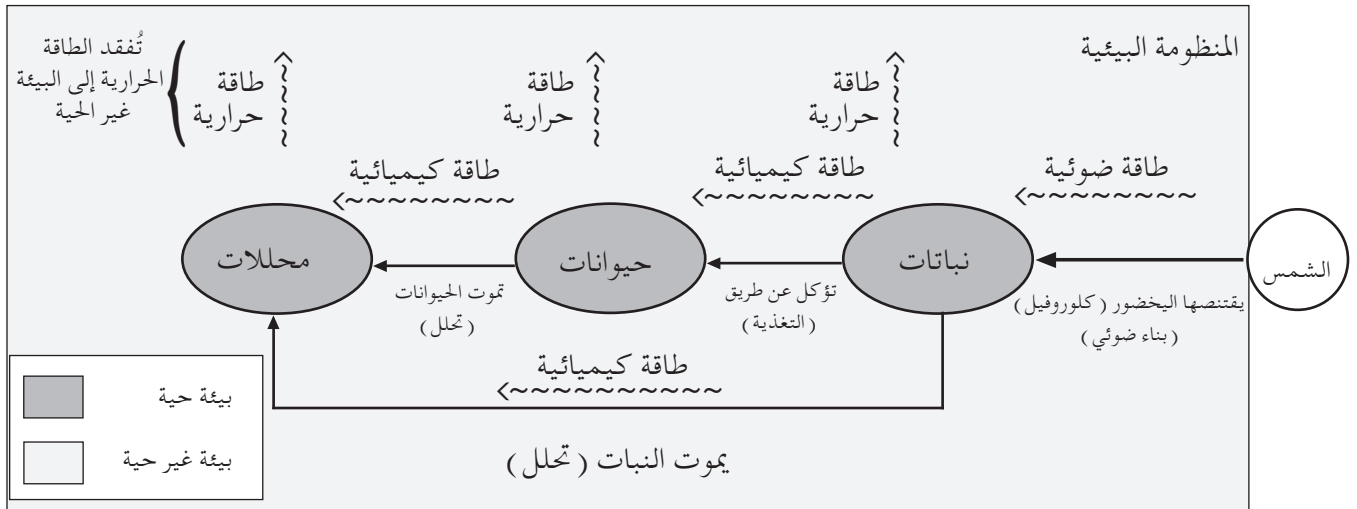 المنظومة البيئية
طاقة
حرارية
طاقة
حرارية
طاقة
حرارية
تُفقد الطاقة
الحرارية إلى البيئة
غير الحية
طاقة ضوئية
طاقة كيميائية
طاقة كيميائية
الشمس
نباتات
حيوانات
محللات
يقتنصها اليخضور (كلوروفيل)
(بناء ضوئي)
تؤكل عن طريق
(التغذية)
تموت الحيوانات
(تحلل)
طاقة كيميائية
يموت النبات (تحلل)
بيئة حية
بيئة غير حية